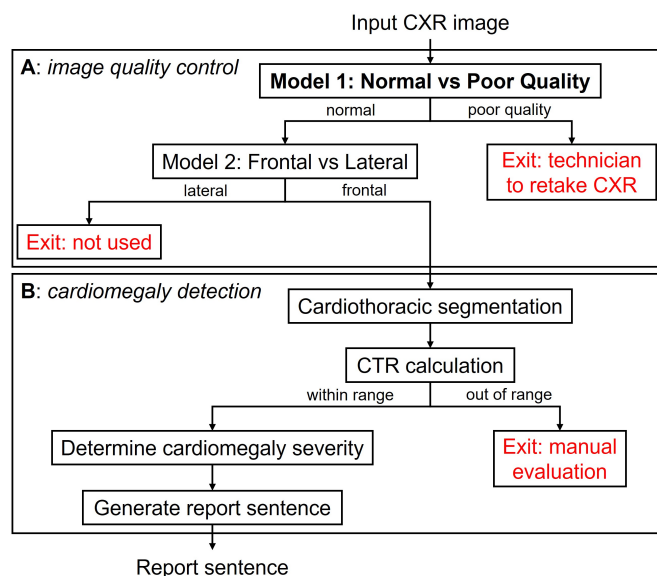 Input CXR image
A: image quality control
Model 1: Normal vs Poor Quality
normal
poor quality
Model 2: Frontal vs Lateral
Exit: technician
to retake CXR
lateral
frontal
Exit: not used
B: cardiomegaly detection
Cardiothoracic segmentation
CTR calculation
within range
out of range
Determine cardiomegaly severity
Exit: manual
evaluation
Generate report sentence
Report sentence